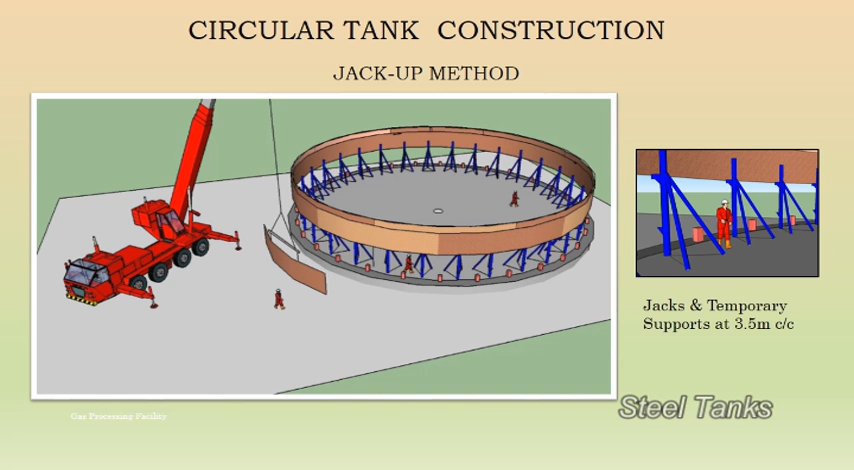 CIRCULAR TANK CONSTRUCTION
JACK-UP METHOD
Jacks & Temporary
Supports at 3.5m c/c
Steel Tanks
Gas Processing Facility